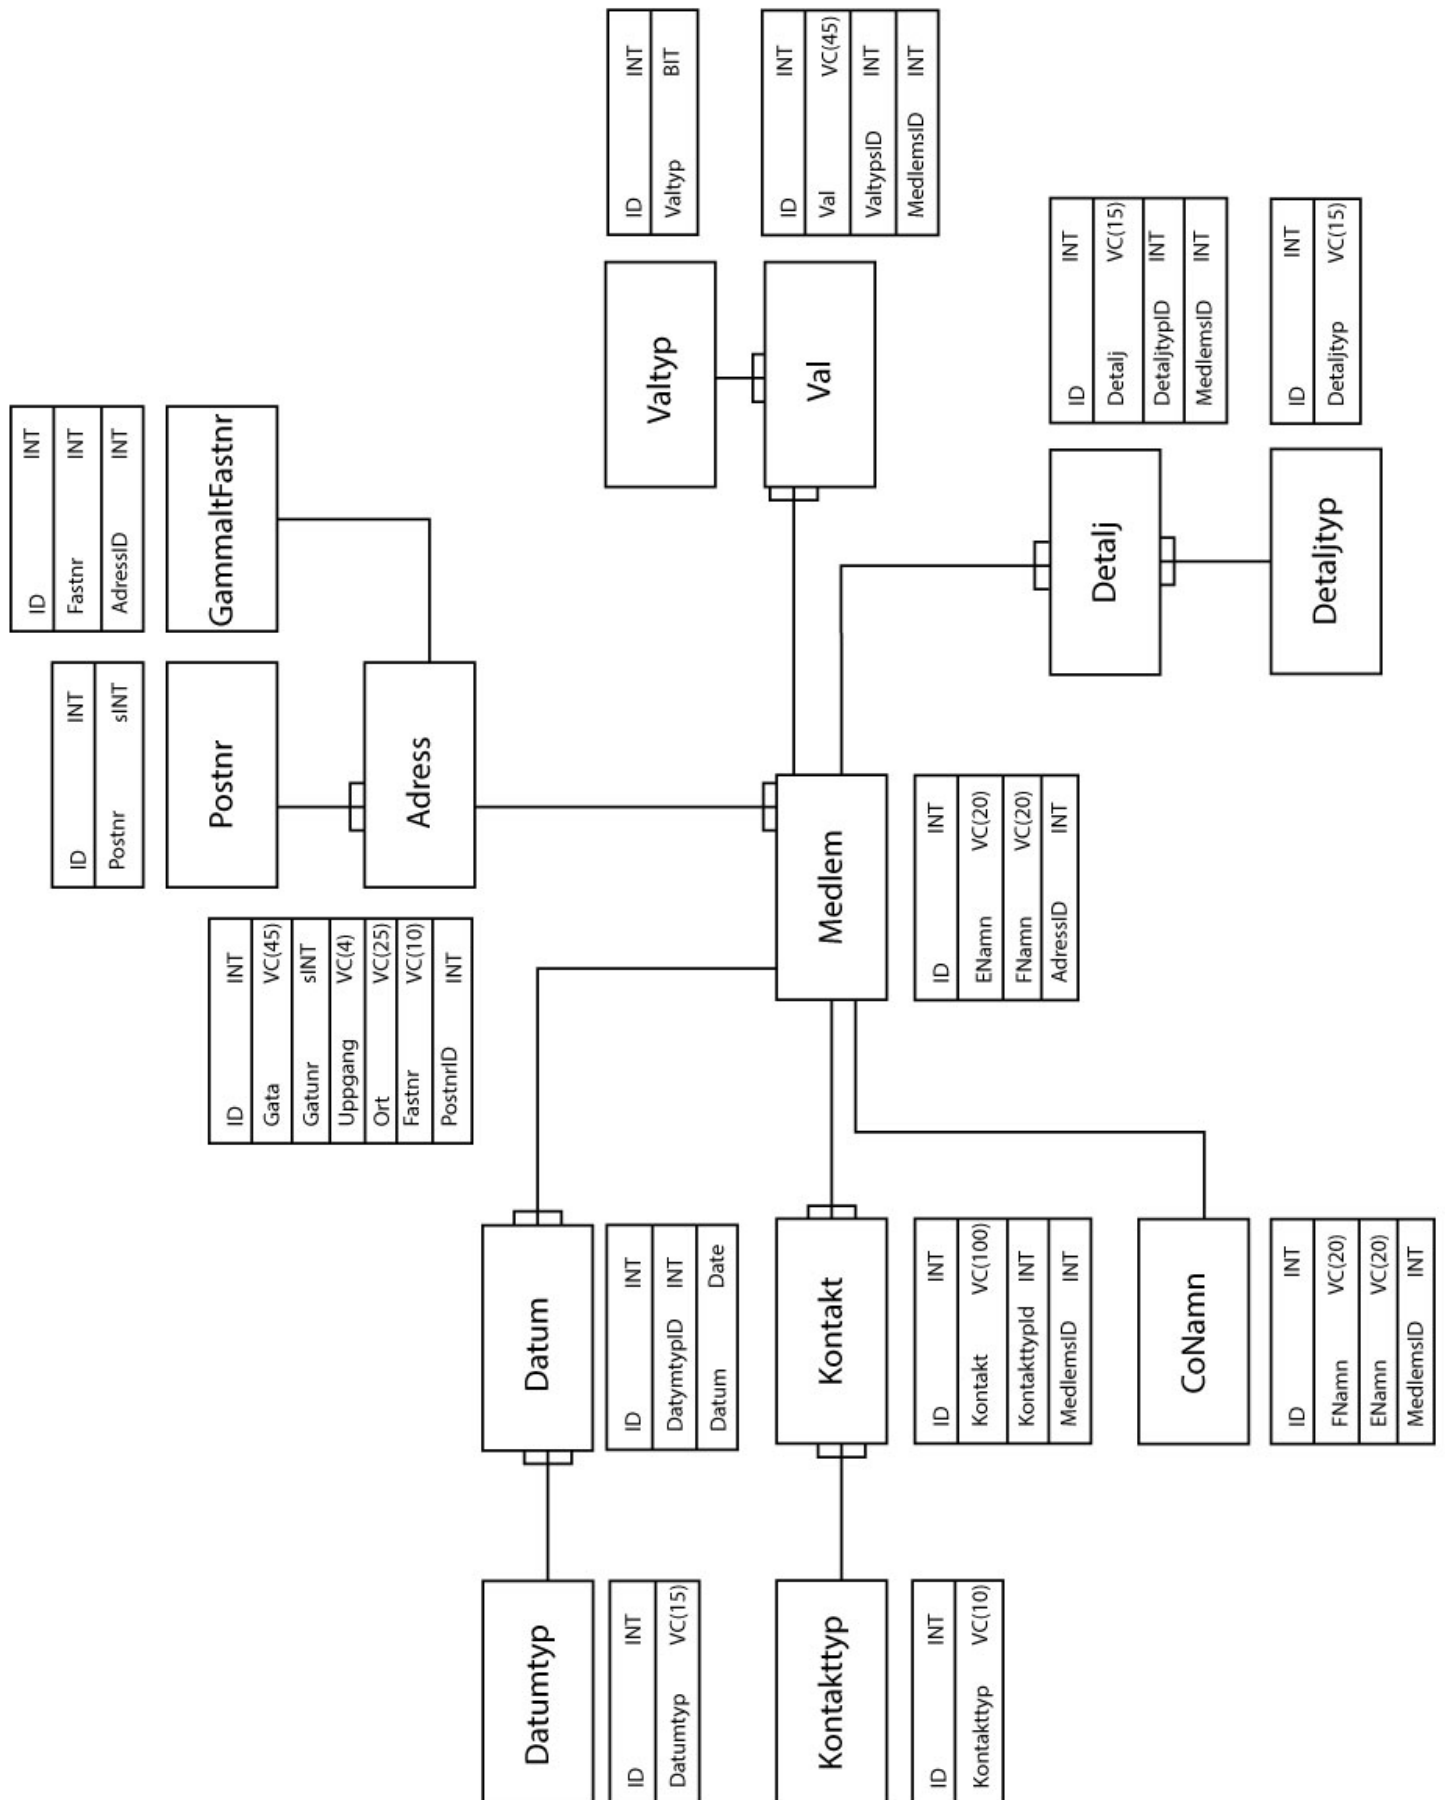 GammaltFastnr
ID INT
Fastnr INT
AdressID INT
Postnr
ID INT
Postnr sINT
Adress
ID INT
Gata VC(45)
Gatunr sINT
Uppgang VC(4)
Ort VC(25)
Fastnr VC(10)
PostnrID INT
Datumtyp
ID INT
Datumtyp VC(15)
Datum
ID INT
DatymtypID INT
Datum Date
Valtyp
ID INT
Valtyp BIT
Val
ID INT
Val VC(45)
ValtypsID INT
MedlemsID INT
Kontakttyp
ID INT
Kontakttyp VC(10)
Kontakt
ID INT
Kontakt VC(100)
KontakttypId INT
MedlemsID INT
Medlem
ID INT
ENamn VC(20)
FNamn VC(20)
AdressID INT
Detalj
ID INT
Detalj VC(15)
DetaljtypID INT
MedlemsID INT
CoNamn
ID INT
FNamn VC(20)
ENamn VC(20)
MedlemsID INT
Detaljtyp
ID INT
Detaljtyp VC(15)